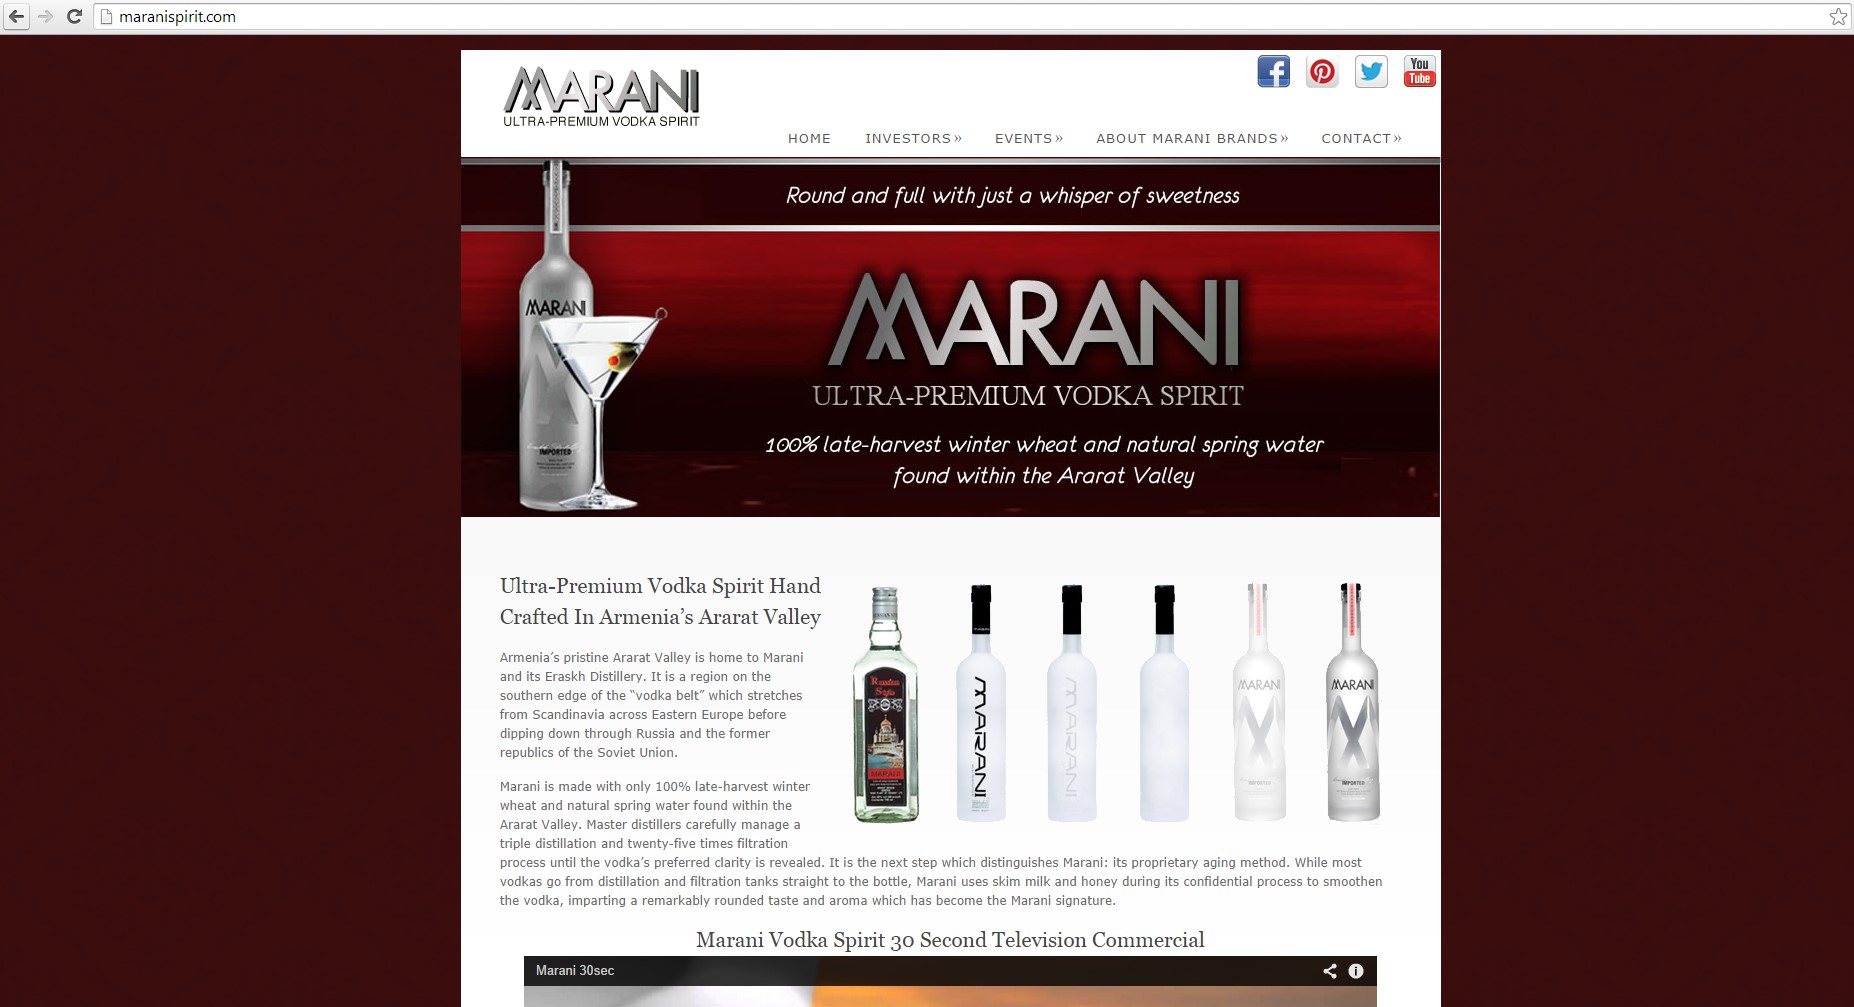 maranispirit.com
MARANI
ULTRA-PREMIUM VODKA SPIRIT
You
Tube
HOME INVESTORS» EVENTS» ABOUT MARANI BRANDS» CONTACT»
Round and full with just a whisper of sweetness
MARANI
IMPORTED
MARANI
ULTRA-PREMIUM VODKA SPIRIT
100% late-harvest winter wheat and natural spring water
found within the Ararat Valley
Ultra-Premium Vodka Spirit Hand
Crafted In Armenia’s Ararat Valley
Armenia’s pristine Ararat Valley is home to Marani
and its Eraskh Distillery. It is a region on the
southern edge of the “vodka belt” which stretches
from Scandinavia across Eastern Europe before
dipping down through Russia and the former
republics of the Soviet Union.
Russian
Style
MARANI
MARANI
MARANI
MARANI
IMPORTED
MARANI
IMPORTED
Marani is made with only 100% late-harvest winter
wheat and natural spring water found within the
Ararat Valley. Master distillers carefully manage a
triple distillation and twenty-five times filtration
process until the vodka’s preferred clarity is revealed. It is the next step which distinguishes Marani: its proprietary aging method. While most
vodkas go from distillation and filtration tanks straight to the bottle, Marani uses skim milk and honey during its confidential process to smoothen
the vodka, imparting a remarkably rounded taste and aroma which has become the Marani signature.
Marani Vodka Spirit 30 Second Television Commercial
Marani 30sec